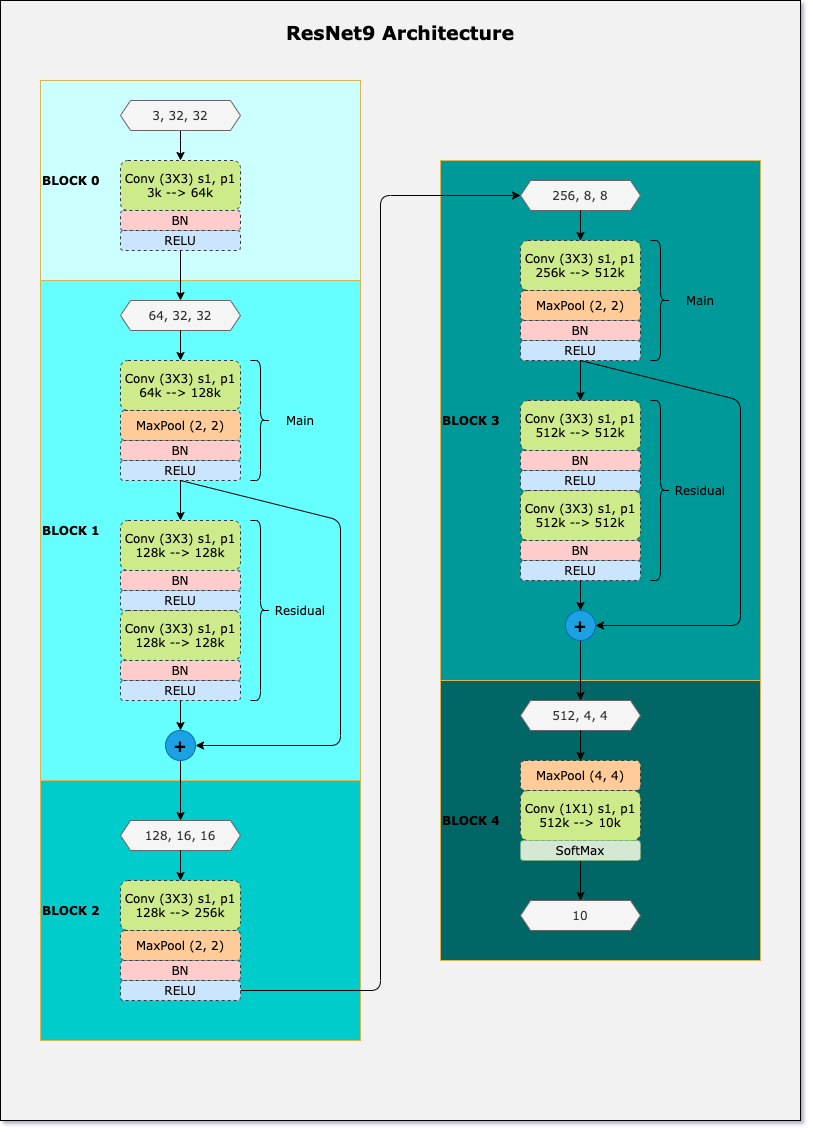 ResNet9 Architecture
BLOCK 0
3, 32, 32
Conv (3X3) s1, p1
3k --> 64k
BN
RELU
BLOCK 1
64, 32, 32
Conv (3X3) s1, p1
64k --> 128k
MaxPool (2, 2)
BN
RELU
Main
Conv (3X3) s1, p1
128k --> 128k
BN
RELU
Conv (3X3) s1, p1
128k --> 128k
BN
RELU
Residual
+
BLOCK 2
128, 16, 16
Conv (3X3) s1, p1
128k --> 256k
MaxPool (2, 2)
BN
RELU
BLOCK 3
256, 8, 8
Conv (3X3) s1, p1
256k --> 512k
MaxPool (2, 2)
BN
RELU
Main
Conv (3X3) s1, p1
512k --> 512k
BN
RELU
Conv (3X3) s1, p1
512k --> 512k
BN
RELU
Residual
+
BLOCK 4
512, 4, 4
MaxPool (4, 4)
Conv (1X1) s1, p1
512k --> 10k
SoftMax
10